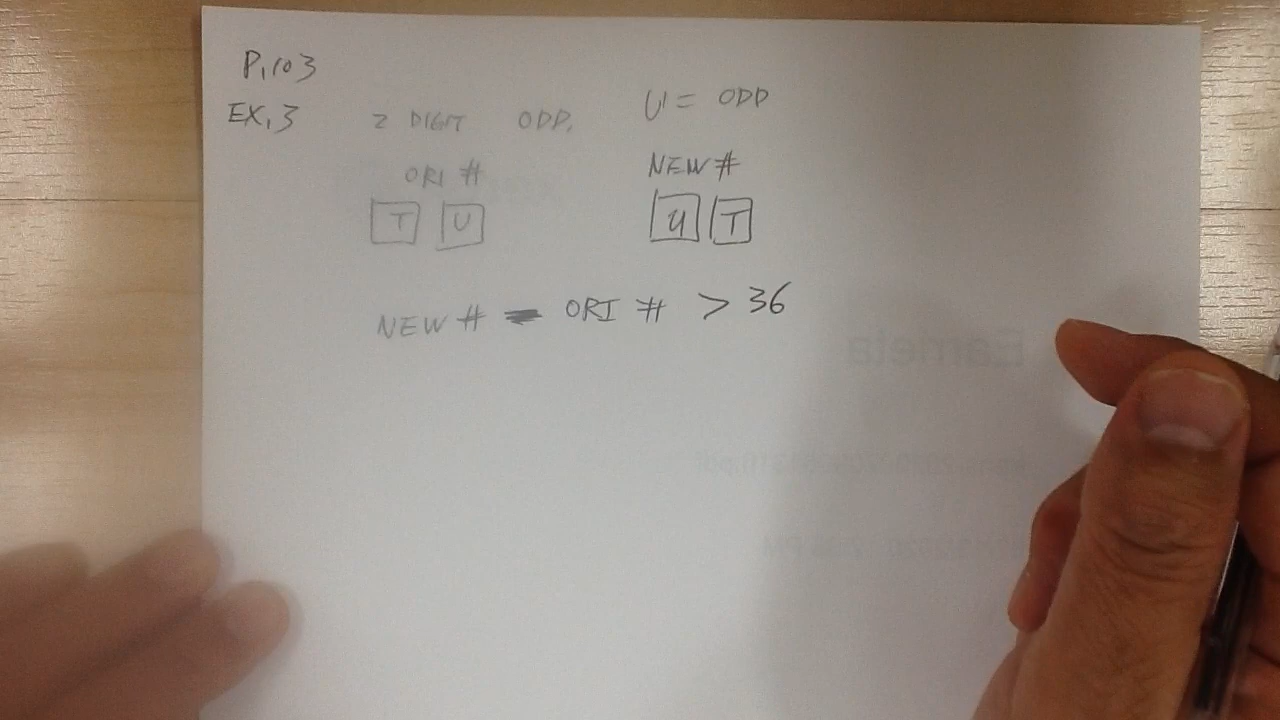 P.103
EX.3 2 DIGIT ODD. U = ODD
ORI # NEW #
T U U T
NEW # - ORI # > 36